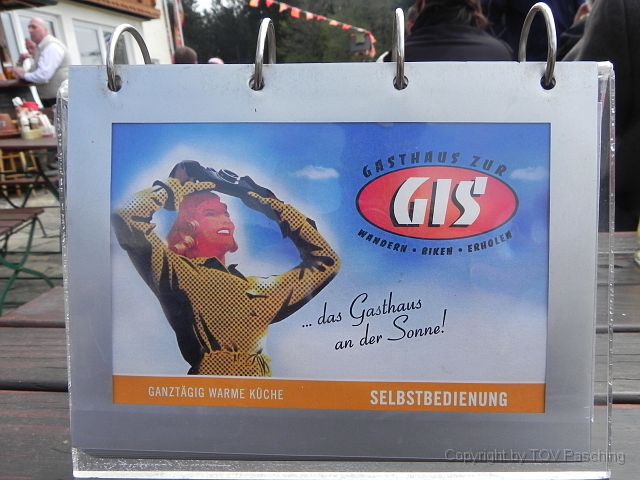 GASTHAUS ZUR
GIS
WANDERN · BIKEN · ERHOLEN
... das Gasthaus
an der Sonne!
GANZTÄGIG WARME KÜCHE
SELBSTBEDIENUNG
Copyright by TOV Pasching